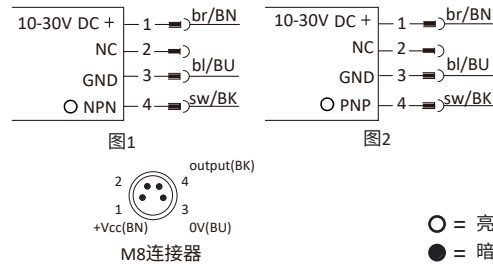 10-30V DC + 1 br/BN
NC 2
GND 3 bl/BU
NPN 4 sw/BK
图1
10-30V DC + 1 br/BN
NC 2
GND 3 bl/BU
PNP 4 sw/BK
图2
output(BK)
2 4
1 3
+Vcc(BN) 0V(BU)
M8连接器
= 亮
= 暗